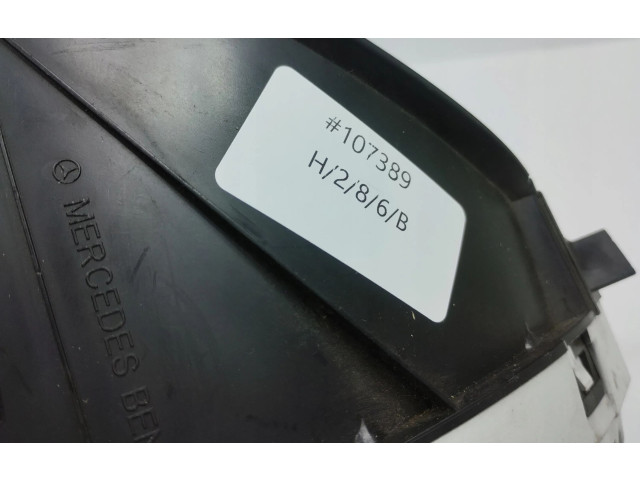 #107389
H/2/8/6/B
MERCEDES BEN